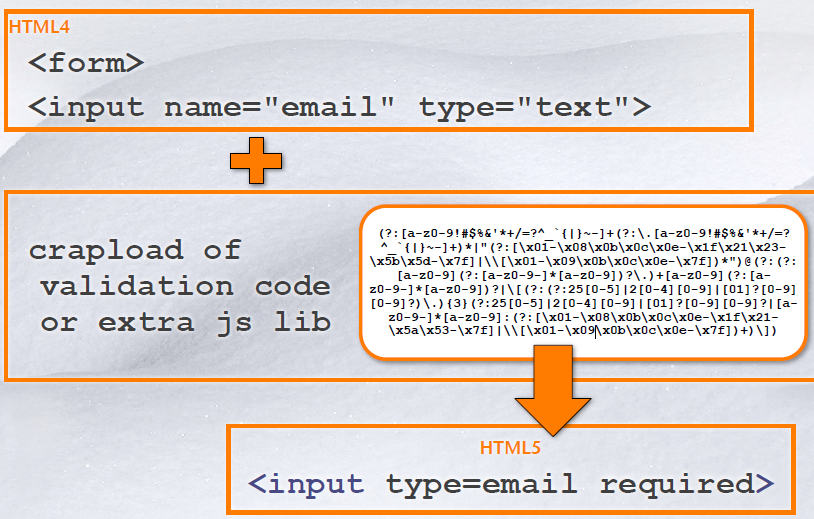 HTML4
<form>
<input name="email" type="text">
crapload of
validation code
or extra js lib
(?:[a-z0-9!#$%&'*+/=?^_`{|}~-]+(?:\.[a-z0-9!#$%&'*+/=?
^_`{|}~-]+)*|"(?:[\x01-\x08\x0b\x0c\x0e-\x1f\x21\x23-
\x5b\x5d-\x7f]|\\[\x01-\x09\x0b\x0c\x0e-\x7f])*")@(?:(?:
[a-z0-9](?:[a-z0-9-]*[a-z0-9])?\.)+[a-z0-9](?:[a-
z0-9-]*[a-z0-9])?|\[(?:(?:25[0-5]|2[0-4][0-9]|[01]?[0-9]
[0-9]?)\.){3}(?:25[0-5]|2[0-4][0-9]|[01]?[0-9][0-9]?|[a-
z0-9-]*[a-z0-9]:(?:[\x01-\x08\x0b\x0c\x0e-\x1f\x21-
\x5a\x53-\x7f]|\\[\x01-\x09\x0b\x0c\x0e-\x7f])+)\])
HTML5
<input type=email required>